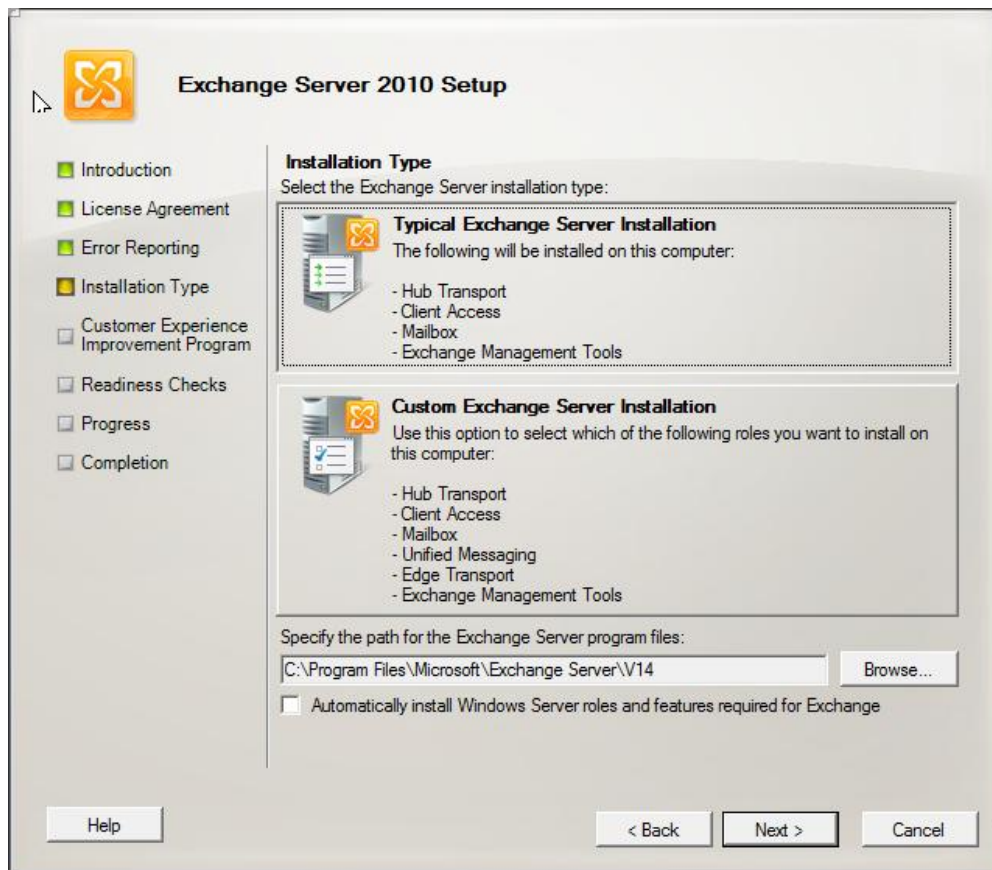 Exchange Server 2010 Setup
Introduction
License Agreement
Error Reporting
Installation Type
Customer Experience
Improvement Program
Readiness Checks
Progress
Completion
Installation Type
Select the Exchange Server installation type:
Typical Exchange Server Installation
The following will be installed on this computer:
- Hub Transport
- Client Access
- Mailbox
- Exchange Management Tools
Custom Exchange Server Installation
Use this option to select which of the following roles you want to install on
this computer:
- Hub Transport
- Client Access
- Mailbox
- Unified Messaging
- Edge Transport
- Exchange Management Tools
Specify the path for the Exchange Server program files:
C:\Program Files\Microsoft\Exchange Server\V14
Browse...
Automatically install Windows Server roles and features required for Exchange
Help
< Back
Next >
Cancel